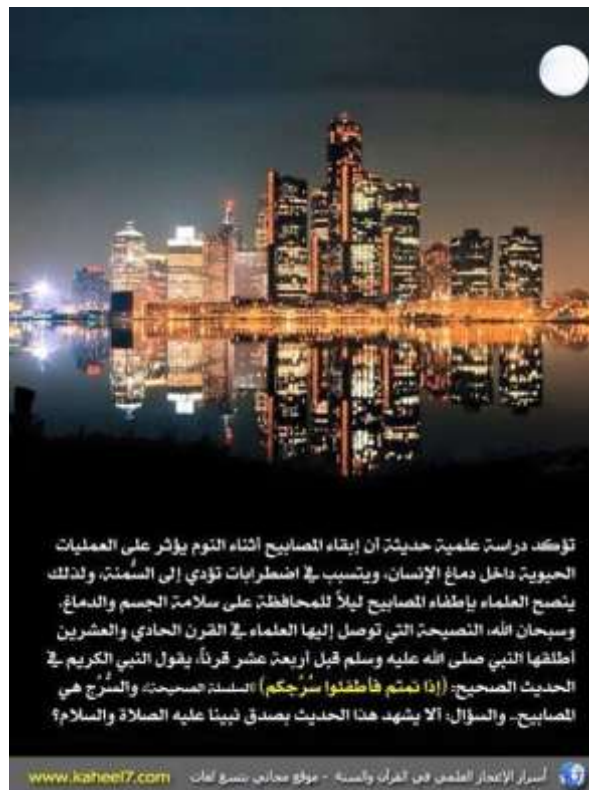 تؤكد دراسة علمية حديثة أن إبقاء المصابيح أثناء النوم يؤثر على العمليات
الحيوية داخل دماغ الإنسان، ويتسبب في اضطرابات تؤدي إلى السُّمنة، ولذلك
ينصح العلماء بإطفاء المصابيح ليلاً للمحافظة على سلامة الجسم والدماغ.
وسبحان الله، النصيحة التي توصل إليها العلماء في القرن الحادي والعشرين
أطلقها النبي صلى الله عليه وسلم قبل أربعة عشر قرناً، يقول النبي الكريم في
الحديث الصحيح: (إذا نمتم فأطفئوا سُرُجكم) السلسلة الصحيحة، والسُّرُج هي
المصابيح.. والسؤال: ألا يشهد هذا الحديث بصدق نبينا عليه الصلاة والسلام؟
أسرار الإعجاز العلمي في القرآن والسنة - موقع مجاني بتسع لغات www.kaheel7.com